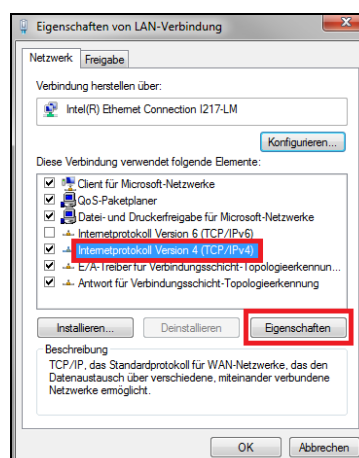 Eigenschaften von LAN-Verbindung
Netzwerk Freigabe
Verbindung herstellen über:
Intel(R) Ethernet Connection I217-LM
Konfigurieren...
Diese Verbindung verwendet folgende Elemente:
Client für Microsoft-Netzwerke
QoS-Paketplaner
Datei- und Druckerfreigabe für Microsoft-Netzwerke
Internetprotokoll Version 6 (TCP/IPv6)
Internetprotokoll Version 4 (TCP/IPv4)
E/A-Treiber für Verbindungsschicht-Topologieerkennun...
Antwort für Verbindungsschicht-Topologieerkennung
Installieren... Deinstallieren Eigenschaften
Beschreibung
TCP/IP, das Standardprotokoll für WAN-Netzwerke, das den
Datenaustausch über verschiedene, miteinander verbundene
Netzwerke ermöglicht.
OK Abbrechen